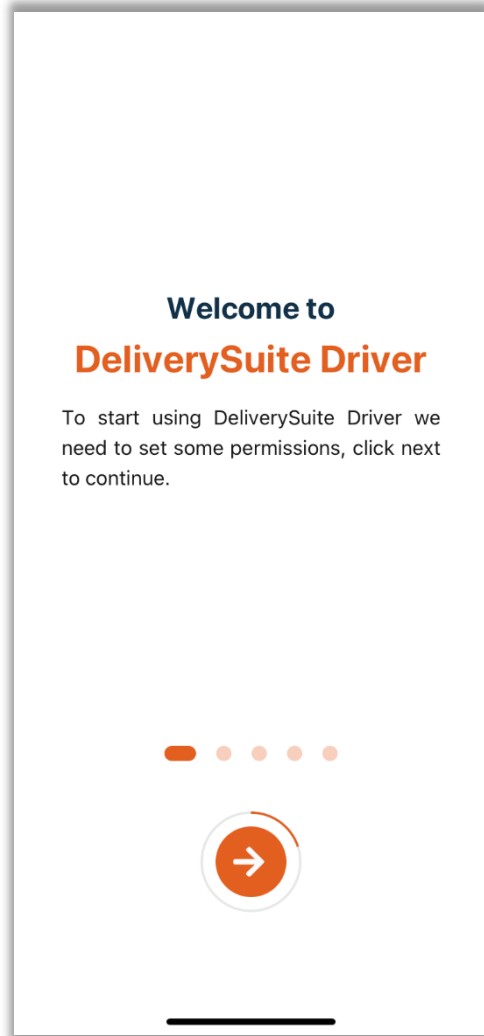 Welcome to
DeliverySuite Driver
To start using DeliverySuite Driver we
need to set some permissions, click next
to continue.